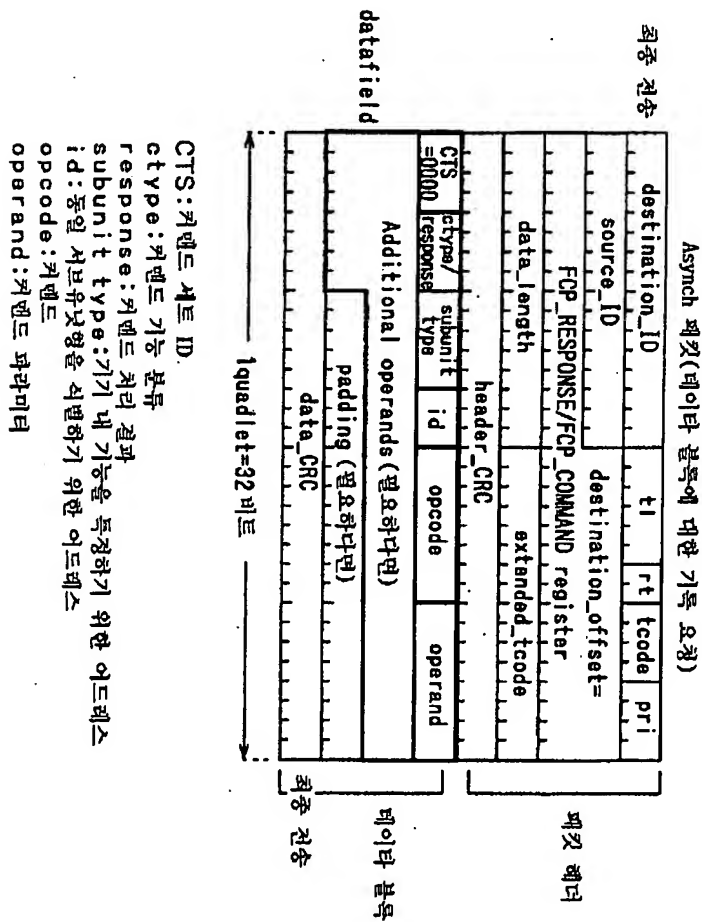 Asynch 패킷(데이터 블록에 대한 기록 요청)
최종 전송
destination_ID
tl
rt
tcode
pri
source_ID
destination_offset=
FCP_RESPONSE/FCP_COMMAND register
data_length
extended_tcode
header_CRC
패킷 헤더
datafield
CTS
=0000
ctype/
response
subunit
type
id
opcode
operand
Additional operands(필요하다면)
padding(필요하다면)
data_CRC
데이타 블록
최종 전송
1quadlet=32 비트
CTS:커맨드 세트 ID.
ctype:커맨드 기능 분류
response:커맨드 처리 결과
subunit type:기기 내 기능을 특정하기 위한 어드레스
id:동일 서브유닛형을 식별하기 위한 어드레스
opcode:커맨드
operand:커맨드 파라미터